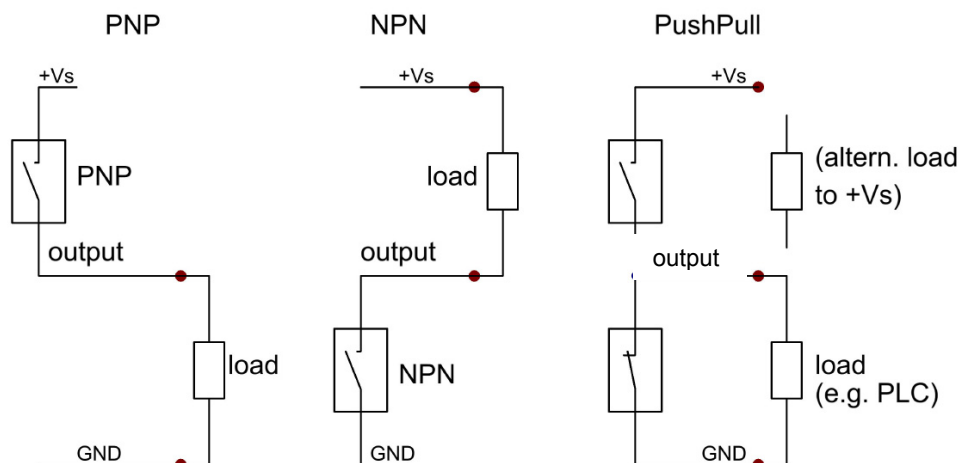 PNP
+Vs
PNP
output
load
GND
NPN
+Vs
load
output
NPN
GND
PushPull
+Vs
(altern. load
to +Vs)
output
load
(e.g. PLC)
GND